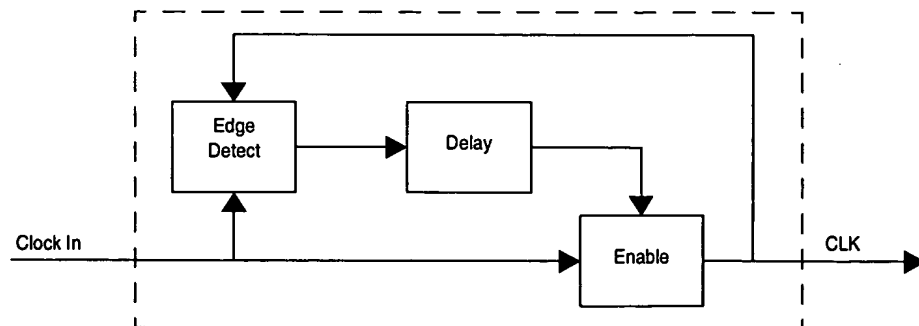 Edge
Detect
Delay
Clock In
Enable
CLK